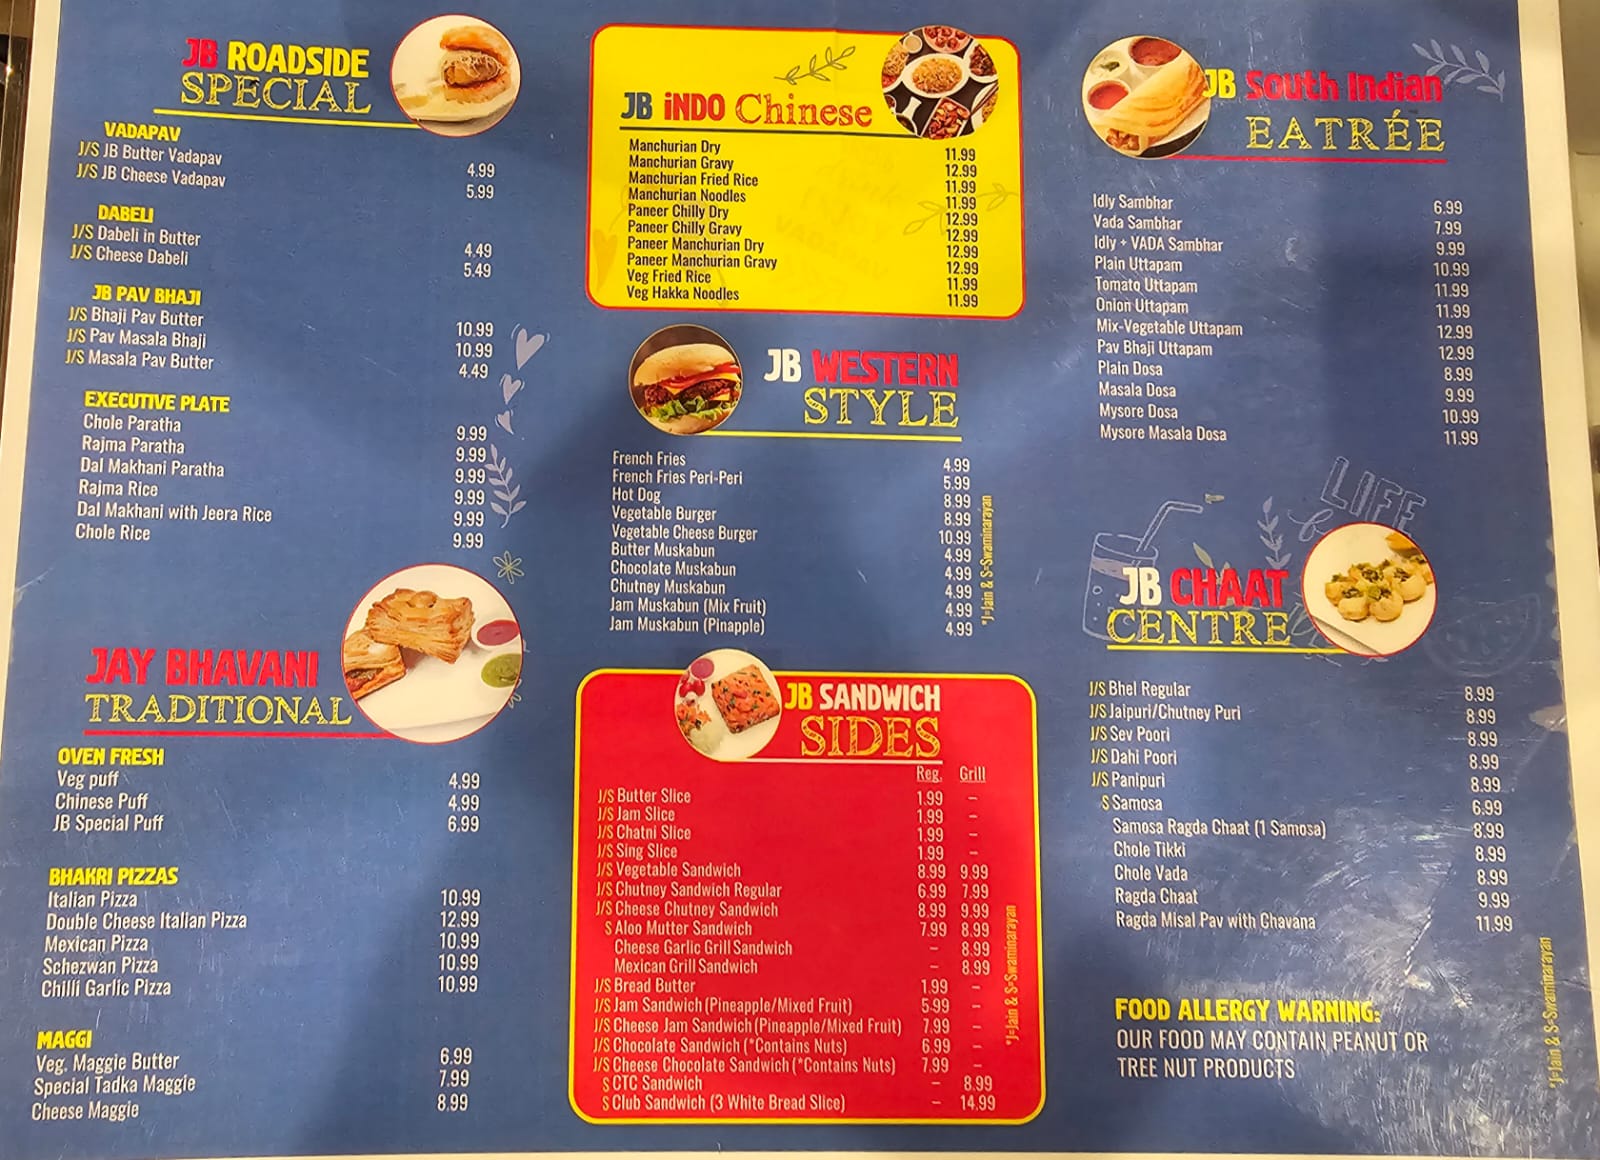 JB ROADSIDE
SPECIAL
VADAPAV
J/S JB Butter Vadapav 4.99
J/S JB Cheese Vadapav 5.99
DABELI
J/S Dabeli in Butter 4.49
J/S Cheese Dabeli 5.49
JB PAV BHAJI
J/S Bhaji Pav Butter 10.99
J/S Pav Masala Bhaji 10.99
J/S Masala Pav Butter 4.49
EXECUTIVE PLATE
Chole Paratha 9.99
Rajma Paratha 9.99
Dal Makhani Paratha 9.99
Rajma Rice 9.99
Dal Makhani with Jeera Rice 9.99
Chole Rice 9.99
JAY BHAVANI
TRADITIONAL
OVEN FRESH
Veg puff 4.99
Chinese Puff 4.99
JB Special Puff 6.99
BHAKRI PIZZAS
Italian Pizza 10.99
Double Cheese Italian Pizza 12.99
Mexican Pizza 10.99
Schezwan Pizza 10.99
Chilli Garlic Pizza 10.99
MAGGI
Veg. Maggie Butter 6.99
Special Tadka Maggie 7.99
Cheese Maggie 8.99
JB iNDO Chinese
Manchurian Dry 11.99
Manchurian Gravy 12.99
Manchurian Fried Rice 11.99
Manchurian Noodles 11.99
Paneer Chilly Dry 12.99
Paneer Chilly Gravy 12.99
Paneer Manchurian Dry 12.99
Paneer Manchurian Gravy 12.99
Veg Fried Rice 11.99
Veg Hakka Noodles 11.99
JB WESTERN
STYLE
French Fries 4.99
French Fries Peri-Peri 5.99
Hot Dog 8.99
Vegetable Burger 8.99
Vegetable Cheese Burger 10.99
Butter Muskabun 4.99
Chocolate Muskabun 4.99
Chutney Muskabun 4.99
Jam Muskabun (Mix Fruit) 4.99
Jam Muskabun (Pinapple) 4.99
*J=Jain & S=Swaminarayan
JB SANDWICH
SIDES
Reg. Grill
J/S Butter Slice 1.99 –
J/S Jam Slice 1.99 –
J/S Chatni Slice 1.99 –
J/S Sing Slice 1.99 –
J/S Vegetable Sandwich 8.99 9.99
J/S Chutney Sandwich Regular 6.99 7.99
J/S Cheese Chutney Sandwich 8.99 9.99
S Aloo Mutter Sandwich 7.99 8.99
Cheese Garlic Grill Sandwich – 8.99
Mexican Grill Sandwich – 8.99
J/S Bread Butter 1.99 –
J/S Jam Sandwich (Pineapple/Mixed Fruit) 5.99 –
J/S Cheese Jam Sandwich (Pineapple/Mixed Fruit) 7.99 –
J/S Chocolate Sandwich (*Contains Nuts) 6.99 –
J/S Cheese Chocolate Sandwich (*Contains Nuts) 7.99 –
S CTC Sandwich – 8.99
S Club Sandwich (3 White Bread Slice) – 14.99
*J=Jain & S=Swaminarayan
JB South Indian
EATRÉE
Idly Sambhar 6.99
Vada Sambhar 7.99
Idly + VADA Sambhar 9.99
Plain Uttapam 10.99
Tomato Uttapam 11.99
Onion Uttapam 11.99
Mix-Vegetable Uttapam 12.99
Pav Bhaji Uttapam 12.99
Plain Dosa 8.99
Masala Dosa 9.99
Mysore Dosa 10.99
Mysore Masala Dosa 11.99
LIFE
JB CHAAT
CENTRE
J/S Bhel Regular 8.99
J/S Jaipuri/Chutney Puri 8.99
J/S Sev Poori 8.99
J/S Dahi Poori 8.99
J/S Panipuri 8.99
S Samosa 6.99
Samosa Ragda Chaat (1 Samosa) 8.99
Chole Tikki 8.99
Chole Vada 8.99
Ragda Chaat 9.99
Ragda Misal Pav with Ghavana 11.99
FOOD ALLERGY WARNING:
OUR FOOD MAY CONTAIN PEANUT OR
TREE NUT PRODUCTS
*J=Jain & S=Swaminarayan